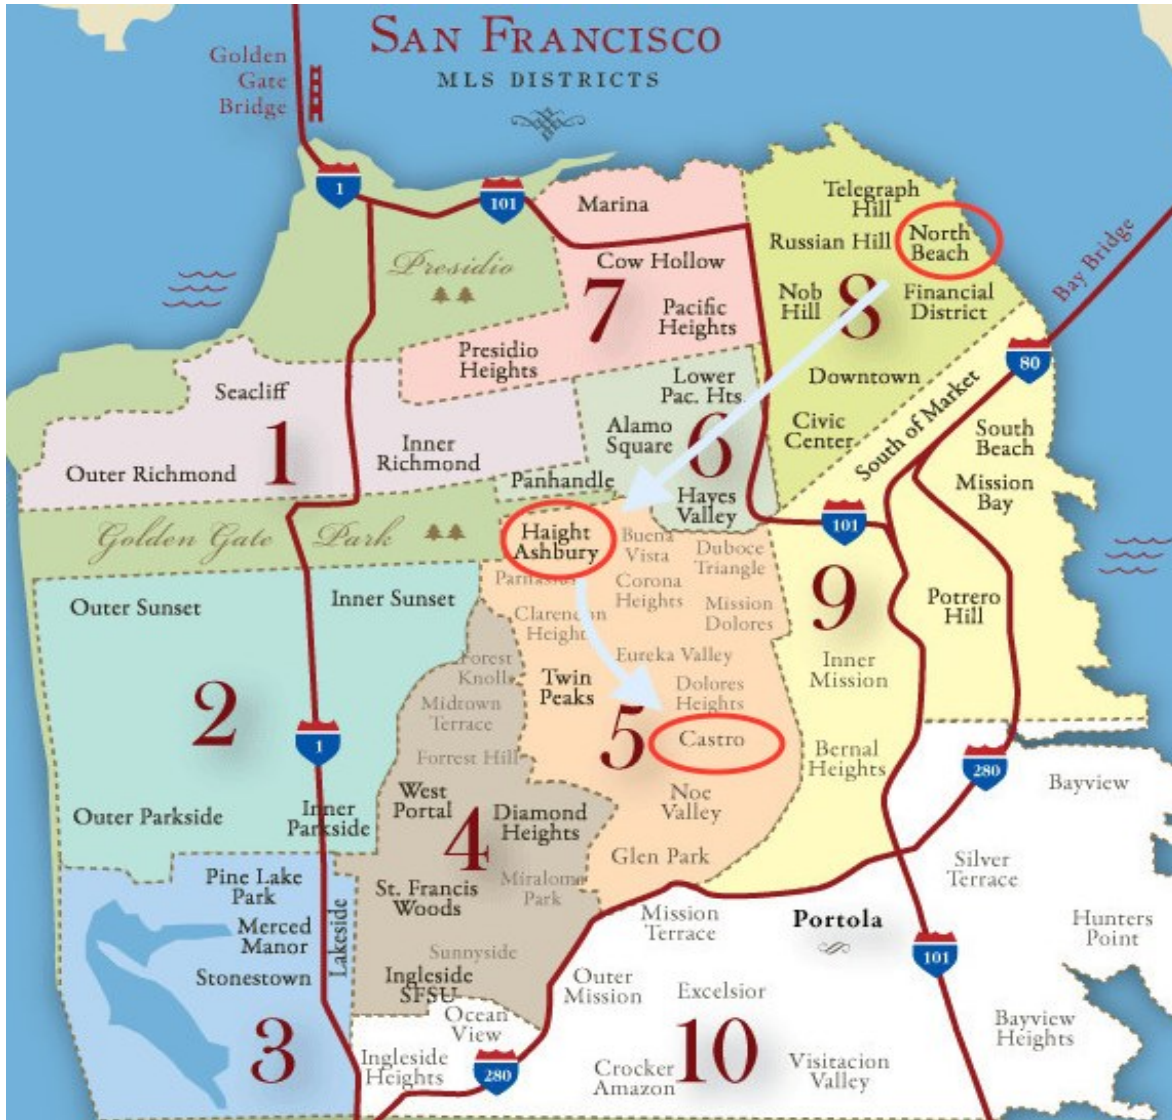 SAN FRANCISCO
MLS DISTRICTS
Golden
Gate
Bridge
1
101
Marina
Telegraph
Hill
Russian Hill
North
Beach
Bay Bridge
Presidio
Cow Hollow
7
Nob
Hill
8
Financial
District
Pacific
Heights
Presidio
Heights
80
Seacliff
Lower
Pac. Hts.
Downtown
South of Market
1
Outer Richmond
Inner
Richmond
Alamo
Square
6
Civic
Center
South
Beach
Panhandle
Hayes
Valley
Mission
Bay
Golden Gate Park
Haight
Ashbury
Buena
Vista
Duboce
Triangle
101
Parnassus
Corona
Heights
9
Outer Sunset
Inner Sunset
Clarendon
Heights
Mission
Dolores
Potrero
Hill
Forest
Knolls
Eureka Valley
Inner
Mission
2
Twin
Peaks
Dolores
Heights
Midtown
Terrace
5
1
Castro
Forrest Hill
Bernal
Heights
280
Bayview
West
Portal
Noe
Valley
Outer Parkside
Inner
Parkside
4
Diamond
Heights
Glen Park
Silver
Terrace
Pine Lake
Park
St. Francis
Woods
Miraloma
Park
Mission
Terrace
Portola
Hunters
Point
Merced
Manor
Lakeside
Sunnyside
101
Stonestown
Ingleside
SFSU
Outer
Mission
Excelsior
3
Ocean
View
10
Bayview
Heights
Ingleside
Heights
280
Crocker
Amazon
Visitacion
Valley